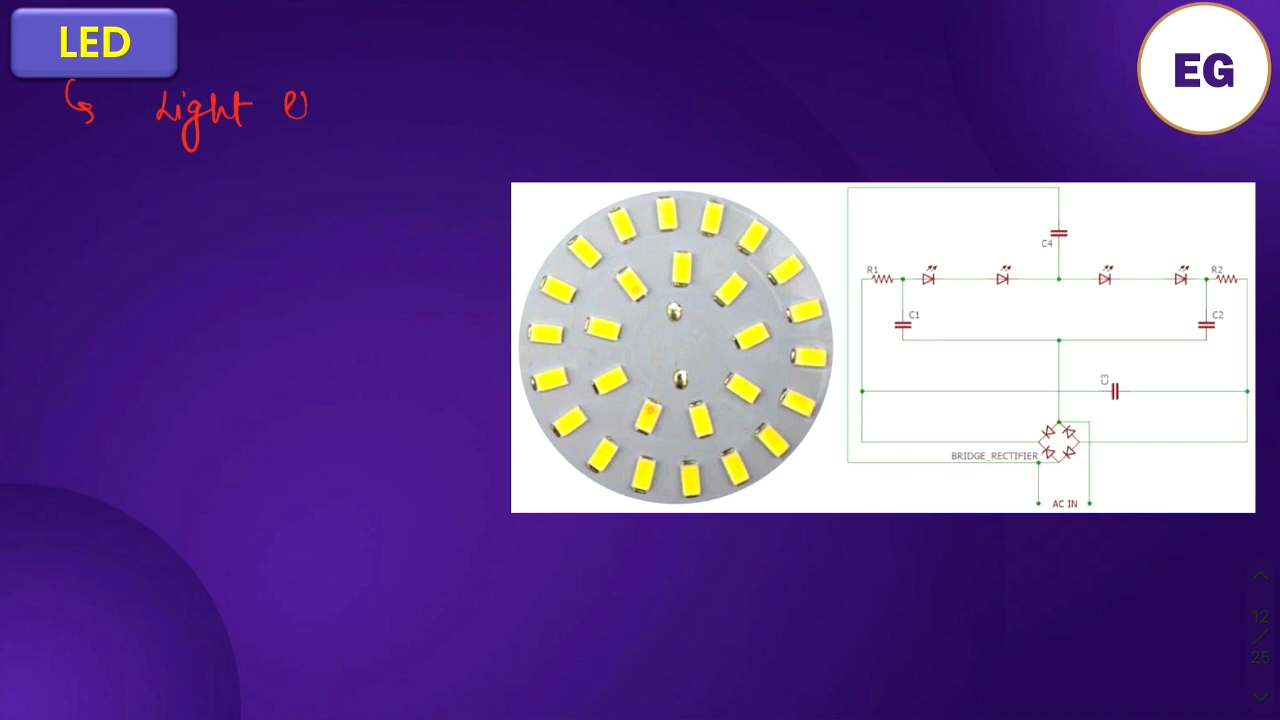 LED
EG
Light e
C4
R1
R2
C1
C2
C3
BRIDGE_RECTIFIER
AC IN
12
/
25